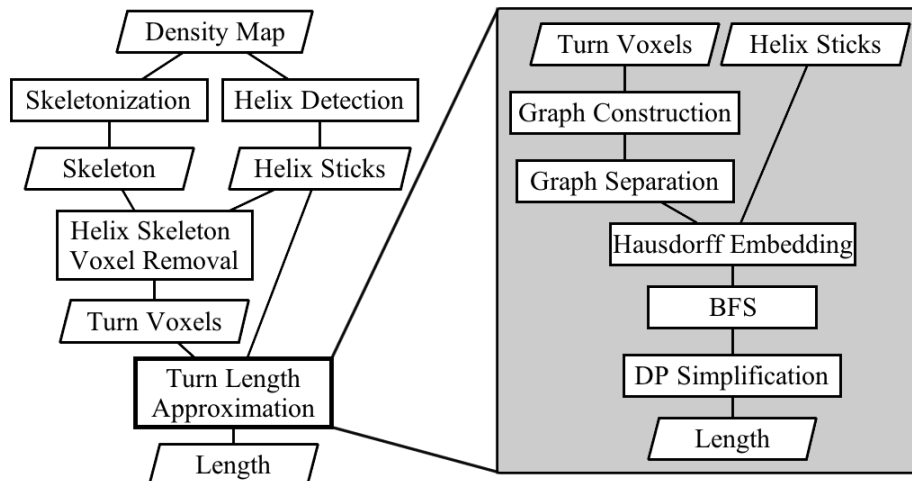 Density Map
Skeletonization
Helix Detection
Skeleton
Helix Sticks
Helix Skeleton
Voxel Removal
Turn Voxels
Turn Length
Approximation
Length
Turn Voxels
Helix Sticks
Graph Construction
Graph Separation
Hausdorff Embedding
BFS
DP Simplification
Length